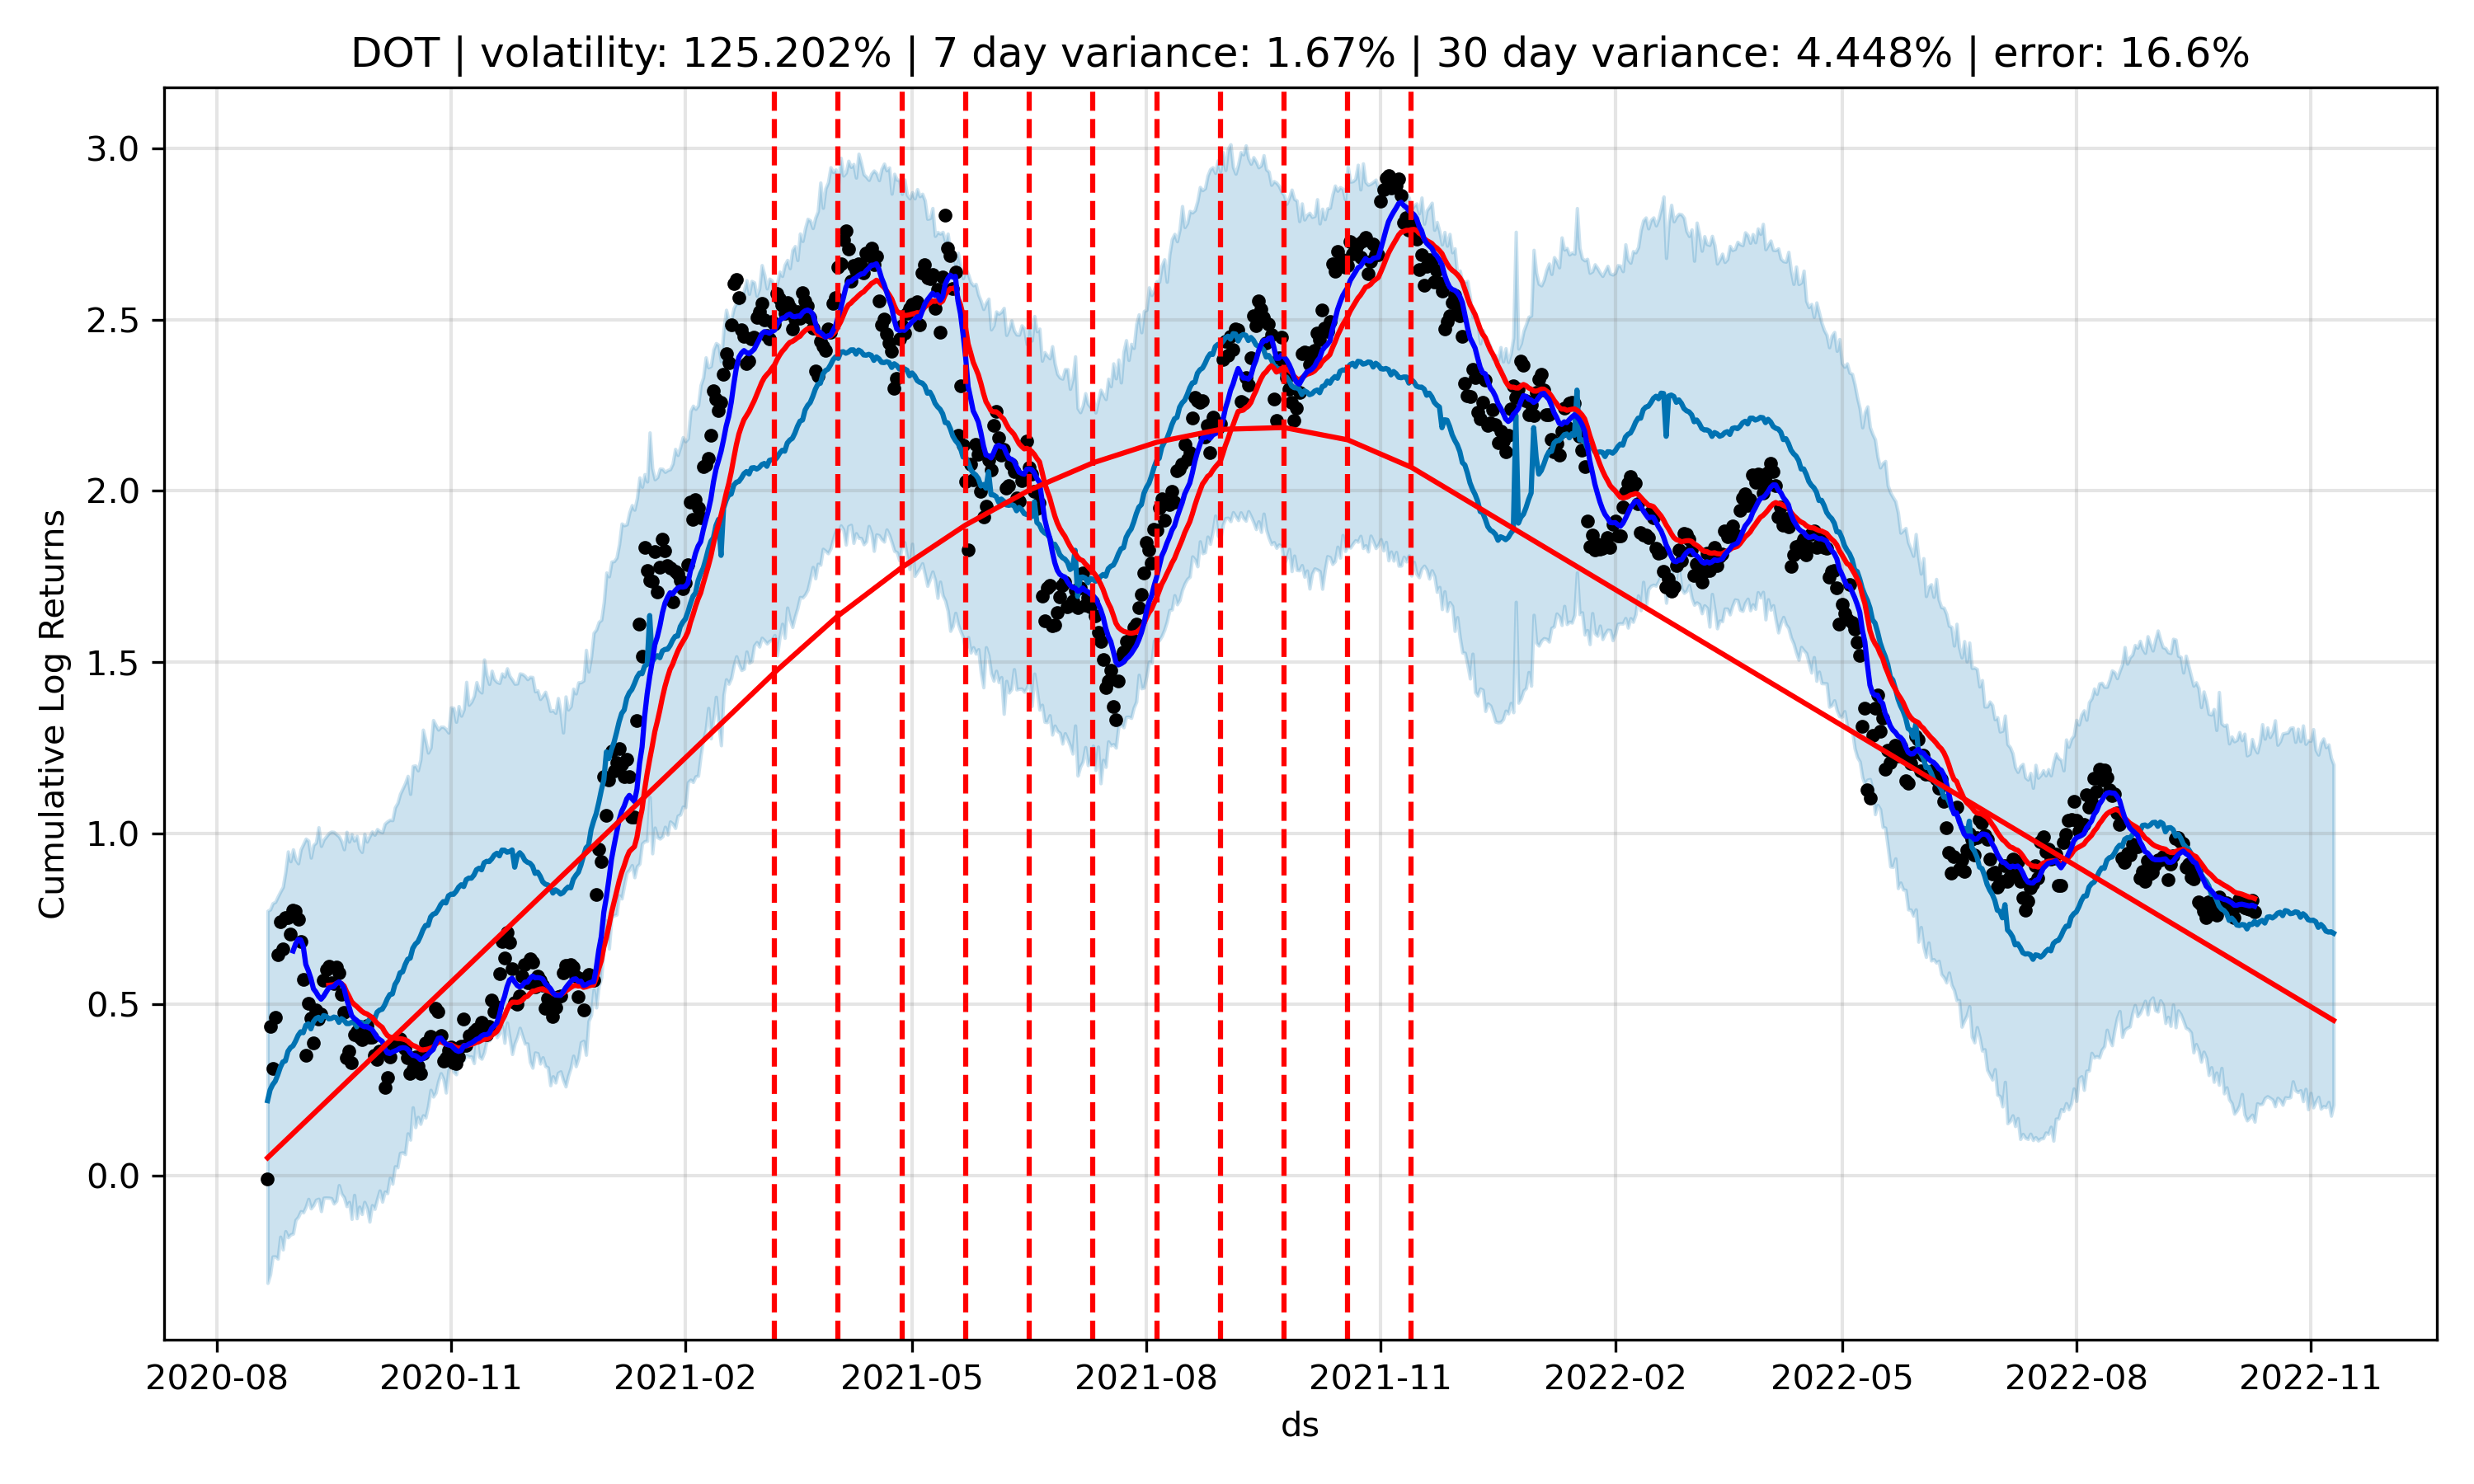 DOT | volatility: 125.202% | 7 day variance: 1.67% | 30 day variance: 4.448% | error: 16.6%
Cumulative Log Returns
3.0
2.5
2.0
1.5
1.0
0.5
0.0
2020-08 2020-11 2021-02 2021-05 2021-08 2021-11 2022-02 2022-05 2022-08 2022-11
ds